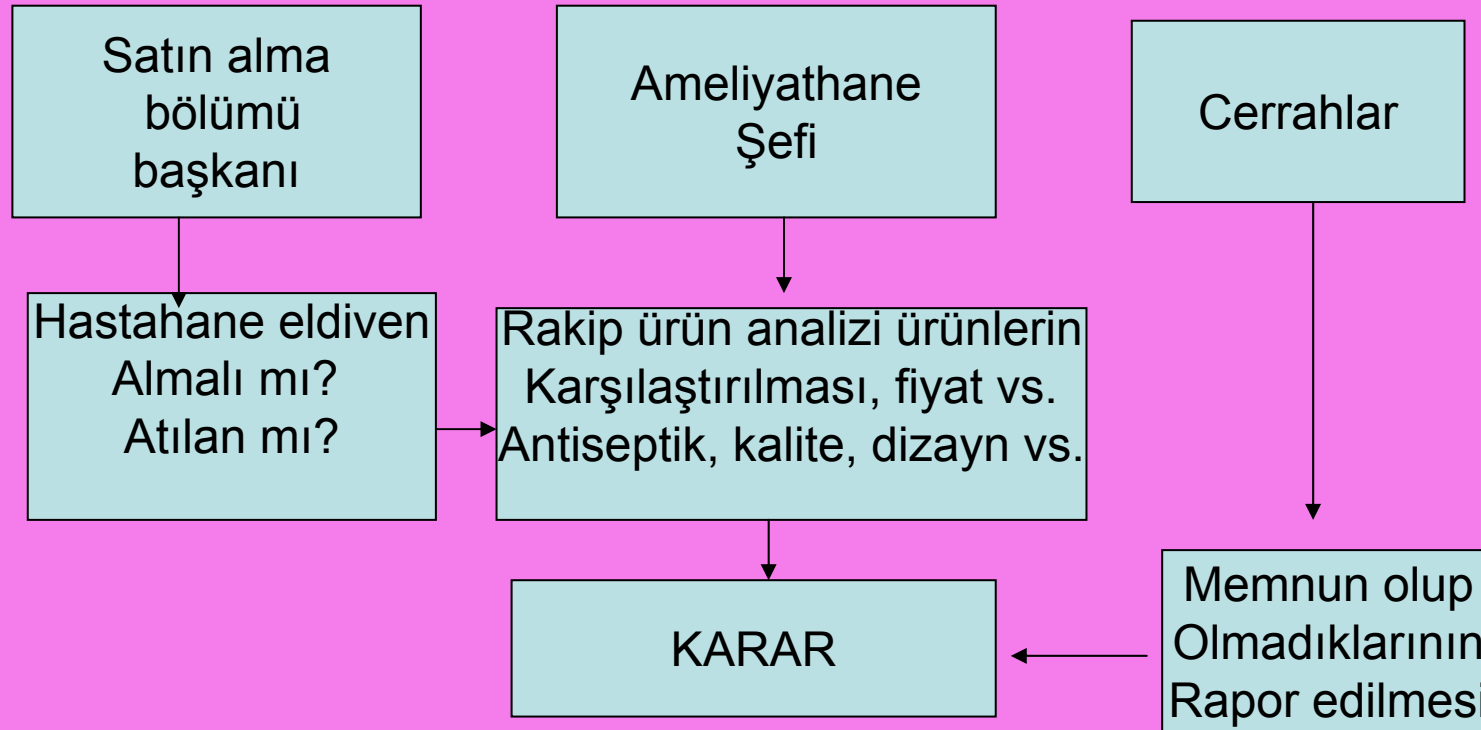 Satın alma
bölümü
başkanı
Ameliyathane
Şefi
Cerrahlar
Hastahane eldiven
Almalı mı?
Atılan mı?
Rakip ürün analizi ürünlerin
Karşılaştırılması, fiyat vs.
Antiseptik, kalite, dizayn vs.
KARAR
Memnun olup
Olmadıklarının
Rapor edilmesi